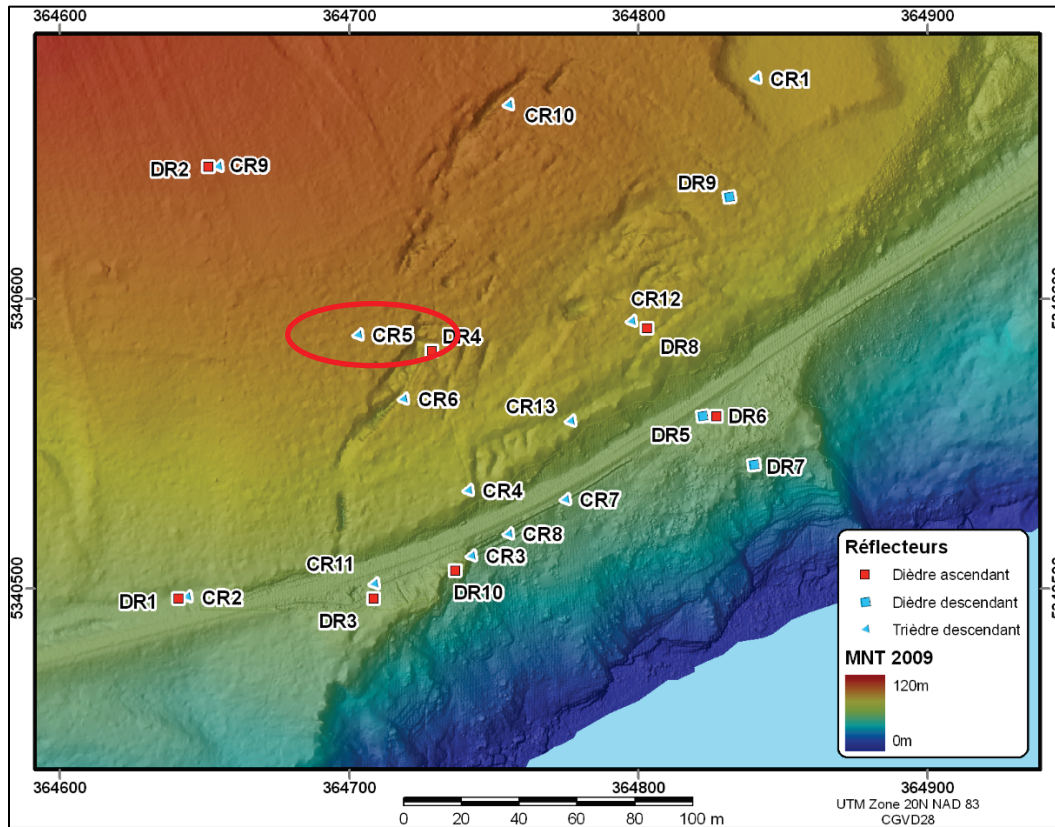 364600 364700 364800 364900
CR1
CR10
DR2 CR9
DR9
5340600
CR12
CR5 DR4
DR8
CR6
CR13
DR5 DR6
DR7
CR4
CR7
CR8
CR3
CR11
DR10
5340500
DR1 CR2
DR3
Réflecteurs
Dièdre ascendant
Dièdre descendant
Trièdre descendant
MNT 2009
120m
0m
364600 364700 364800 364900
0 20 40 60 80 100 m
UTM Zone 20N NAD 83
CGVD28